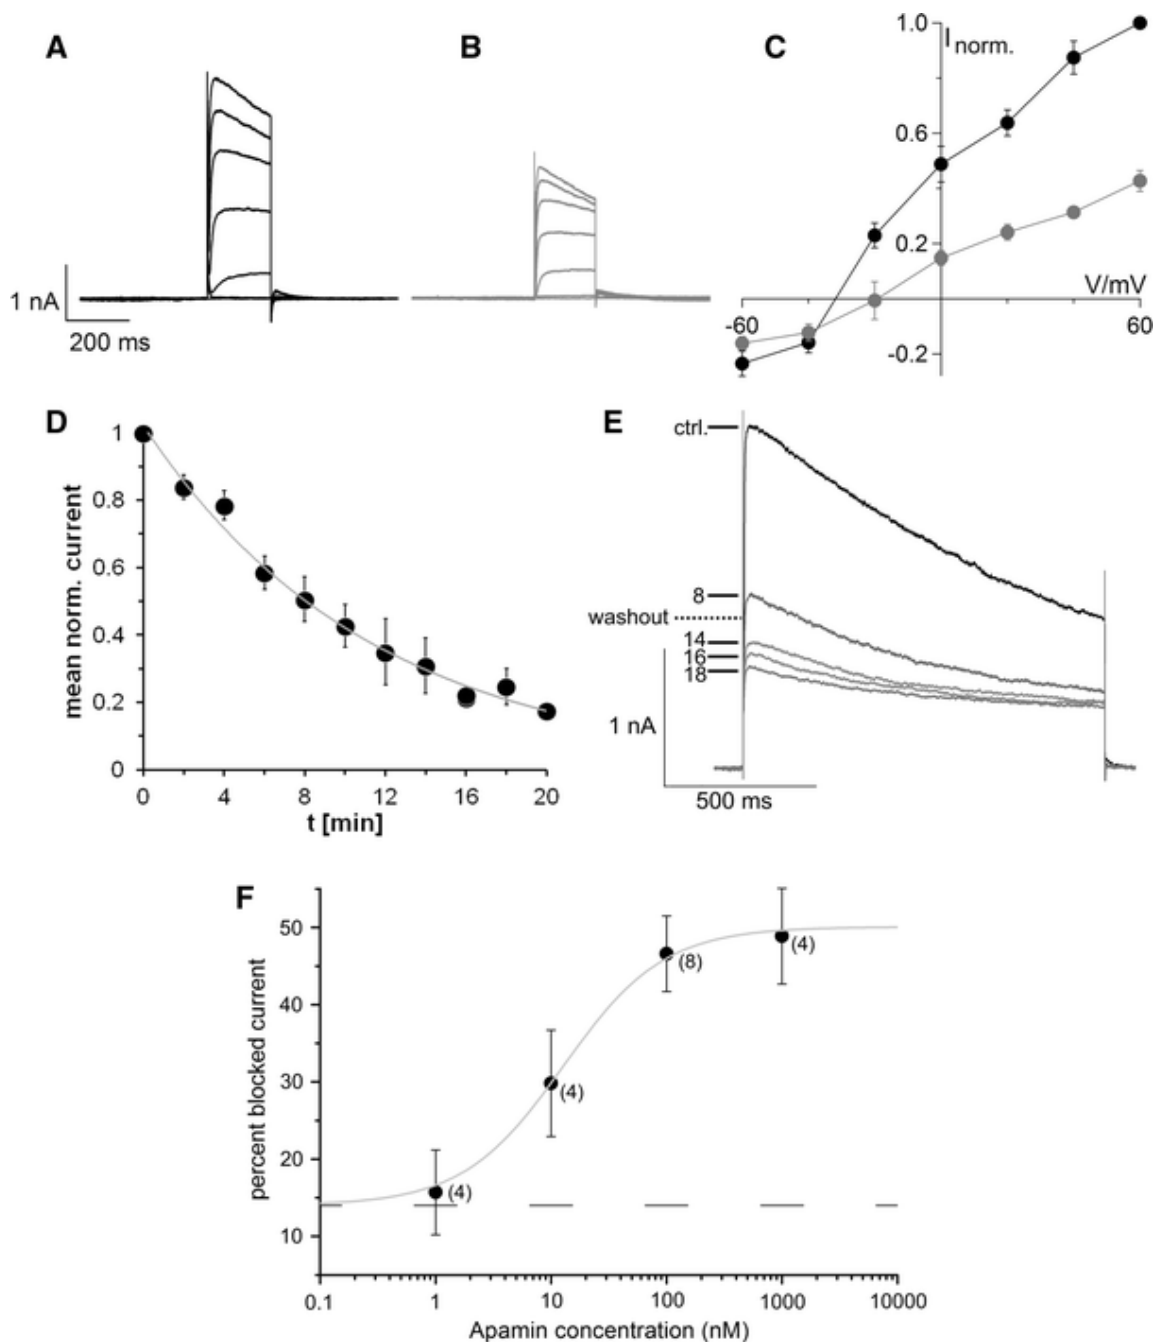 A
1 nA
200 ms
B
C
1.0
I norm.
0.6
0.2
V/mV
-60
60
-0.2
D
1
0.8
0.6
0.4
0.2
0
mean norm. current
0
4
8
12
16
20
t [min]
E
ctrl.
8
washout
14
16
18
1 nA
500 ms
F
50
40
30
20
10
percent blocked current
(4)
(4)
(8)
(4)
0.1
1
10
100
1000
10000
Apamin concentration (nM)